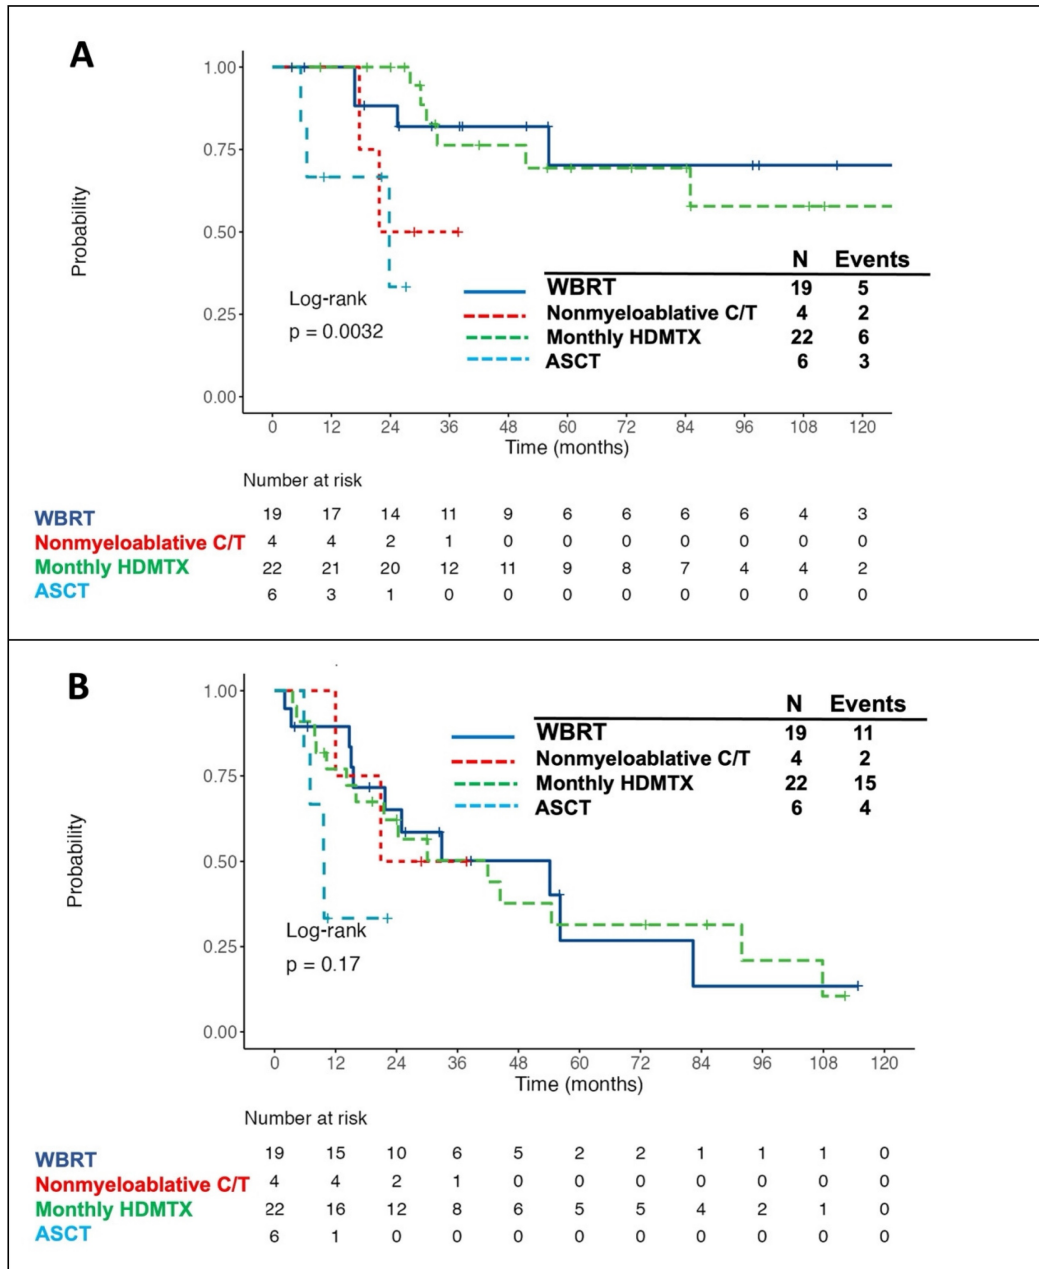 A
1.00
0.75
0.50
0.25
0.00
Probability
N Events
WBRT 19 5
Nonmyeloablative C/T 4 2
Monthly HDMTX 22 6
ASCT 6 3
Log-rank
p = 0.0032
0 12 24 36 48 60 72 84 96 108 120
Time (months)
Number at risk
WBRT 19 17 14 11 9 6 6 6 6 4 3
Nonmyeloablative C/T 4 4 2 1 0 0 0 0 0 0 0
Monthly HDMTX 22 21 20 12 11 9 8 7 4 4 2
ASCT 6 3 1 0 0 0 0 0 0 0 0
B
1.00
0.75
0.50
0.25
0.00
Probability
N Events
WBRT 19 11
Nonmyeloablative C/T 4 2
Monthly HDMTX 22 15
ASCT 6 4
Log-rank
p = 0.17
0 12 24 36 48 60 72 84 96 108 120
Time (months)
Number at risk
WBRT 19 15 10 6 5 2 2 1 1 1 0
Nonmyeloablative C/T 4 4 2 1 0 0 0 0 0 0 0
Monthly HDMTX 22 16 12 8 6 5 5 4 2 1 0
ASCT 6 1 0 0 0 0 0 0 0 0 0